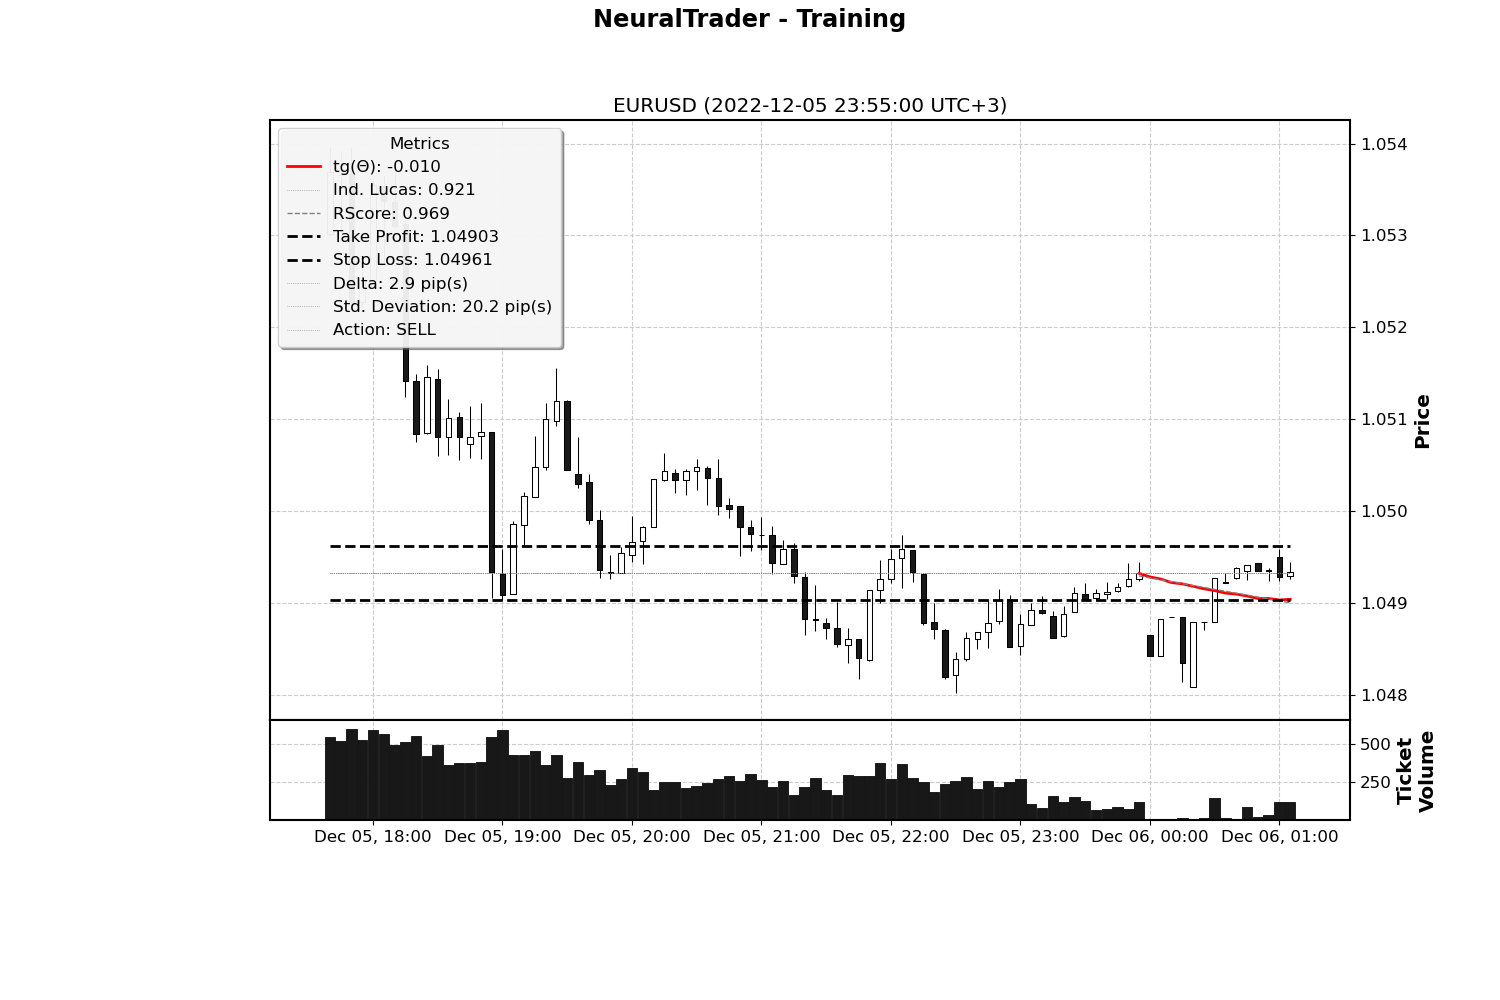 NeuralTrader - Training
EURUSD (2022-12-05 23:55:00 UTC+3)
Metrics
tg(Θ): -0.010
Ind. Lucas: 0.921
RScore: 0.969
Take Profit: 1.04903
Stop Loss: 1.04961
Delta: 2.9 pip(s)
Std. Deviation: 20.2 pip(s)
Action: SELL
1.054
1.053
1.052
1.051
1.050
1.049
1.048
Price
500
250
Ticket
Volume
Dec 05, 18:00
Dec 05, 19:00
Dec 05, 20:00
Dec 05, 21:00
Dec 05, 22:00
Dec 05, 23:00
Dec 06, 00:00
Dec 06, 01:00